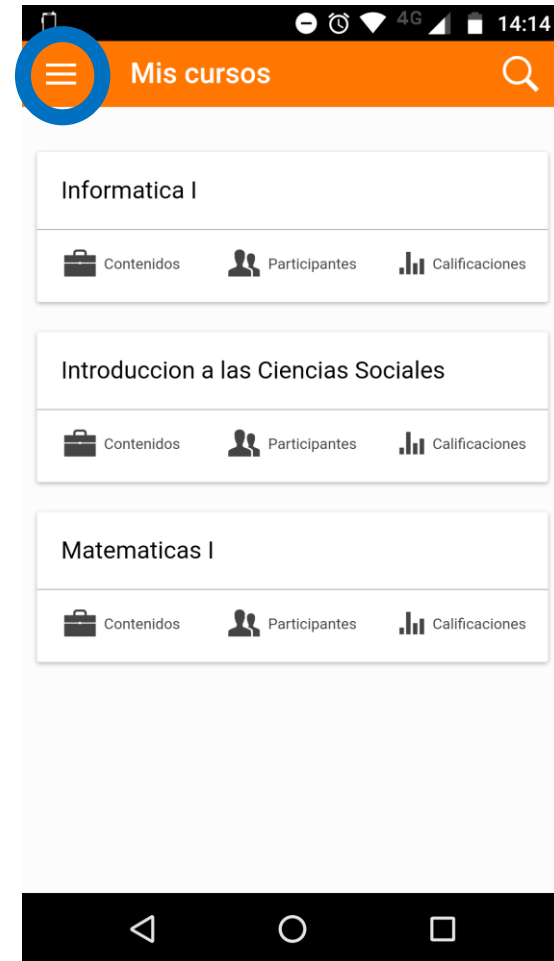 4G 14:14
Mis cursos
Informatica I
Contenidos Participantes Calificaciones
Introduccion a las Ciencias Sociales
Contenidos Participantes Calificaciones
Matematicas I
Contenidos Participantes Calificaciones